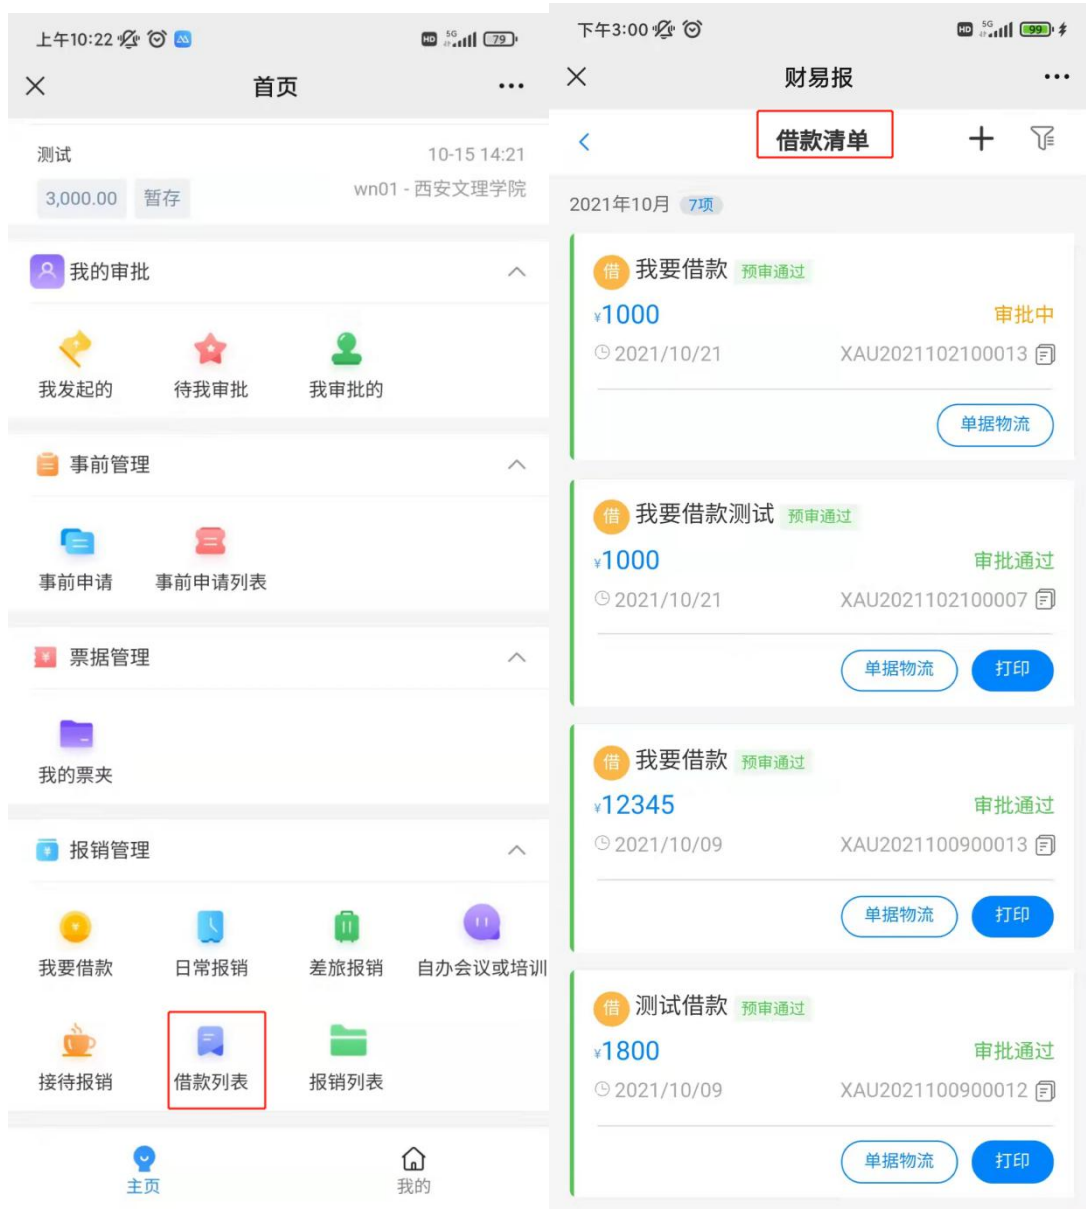 上午10:22
HD 5G 79
首页
测试
10-15 14:21
3,000.00 暂存
wn01 - 西安文理学院
我的审批
我发起的 待我审批 我审批的
事前管理
事前申请 事前申请列表
票据管理
我的票夹
报销管理
我要借款 日常报销 差旅报销 自办会议或培训
接待报销 借款列表 报销列表
主页 我的
下午3:00
HD 5G 99
财易报
借款清单
2021年10月 7项
借 我要借款 预审通过
¥1000 审批中
2021/10/21 XAU2021102100013
单据物流
借 我要借款测试 预审通过
¥1000 审批通过
2021/10/21 XAU2021102100007
单据物流 打印
借 我要借款 预审通过
¥12345 审批通过
2021/10/09 XAU2021100900013
单据物流 打印
借 测试借款 预审通过
¥1800 审批通过
2021/10/09 XAU2021100900012
单据物流 打印